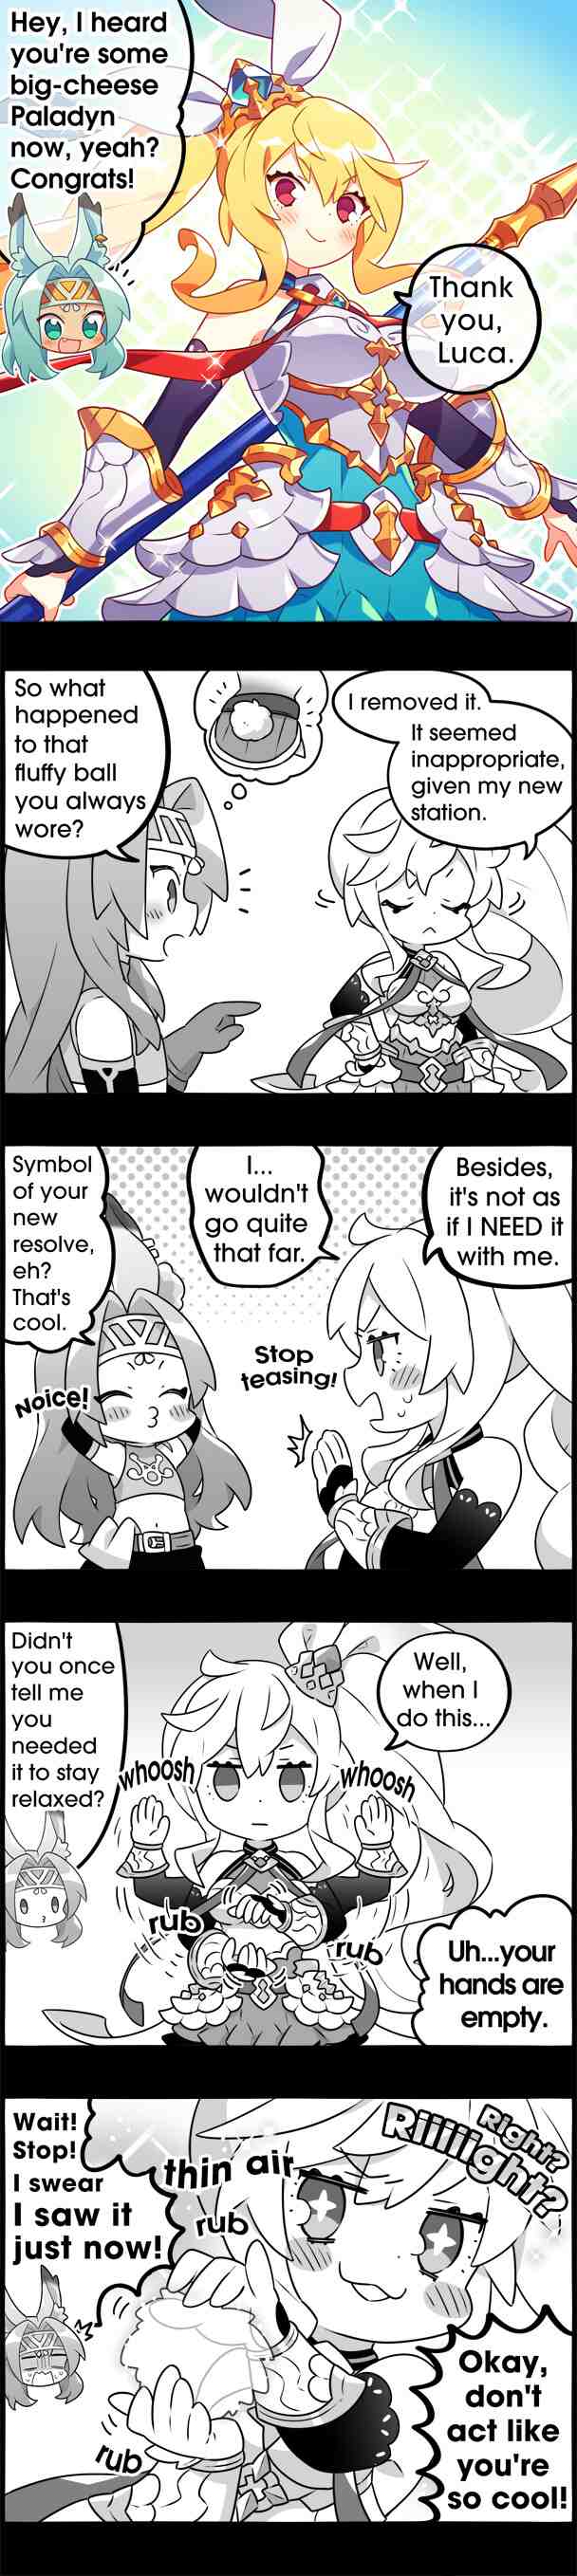 Hey, I heard
you're some
big-cheese
Paladyn
now, yeah?
Congrats!
Thank
you,
Luca.
So what
happened
to that
fluffy ball
you always
wore?
I removed it.
It seemed
inappropriate,
given my new
station.
Symbol
of your
new
resolve,
eh?
That's
cool.
Noice!
I...
wouldn't
go quite
that far.
Stop
teasing!
Besides,
it's not as
if I NEED it
with me.
Didn't
you once
tell me
you
needed
it to stay
relaxed?
Well,
when I
do this...
whoosh
whoosh
rub
rub
Uh...your
hands are
empty.
Wait!
Stop!
I swear
I saw it
just now!
thin air
rub
rub
Right?
Riiiiight?
Okay,
don't
act like
you're
so cool!